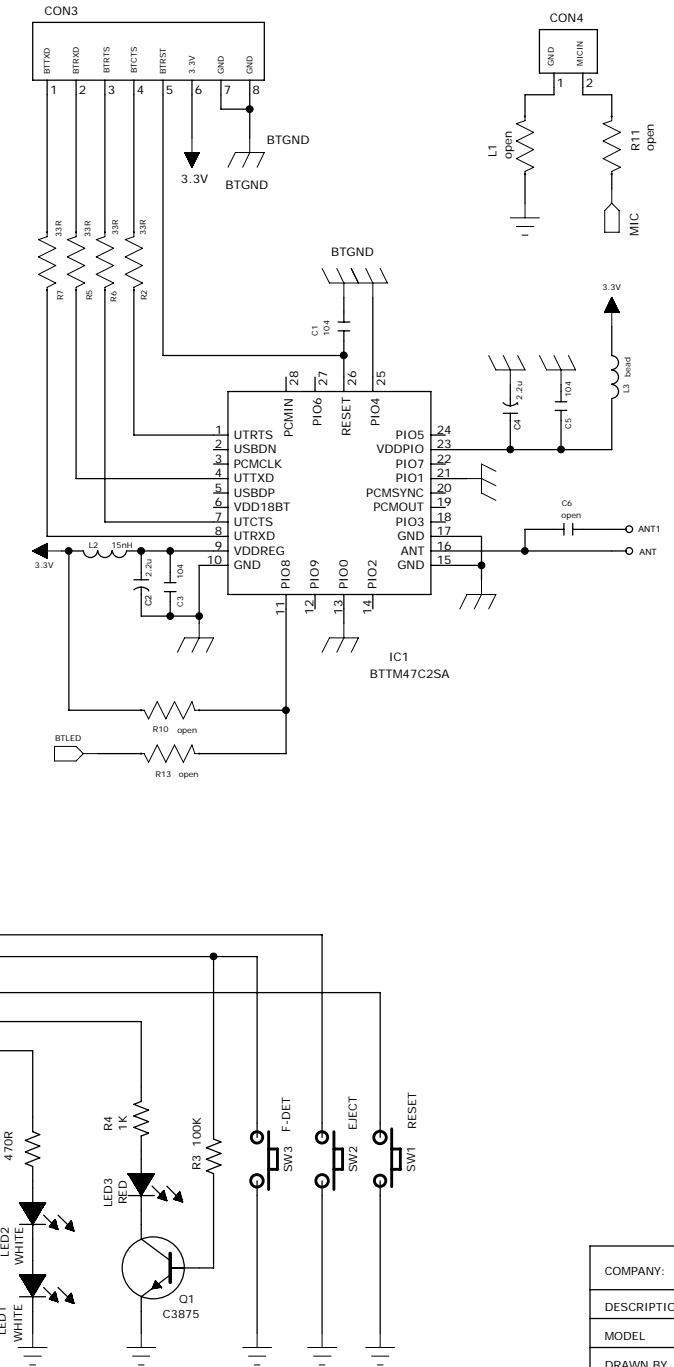 CON3
BTTXD
BTRXD
BTRTS
BTCTS
BTRST
3.3V
GND
GND
1 2 3 4 5 6 7 8
3.3V
BTGND
BTGND
CON4
GND
MICIN
1 2
L1
open
R11
open
MIC
33R
33R
33R
33R
R7
R5
R6
R2
BTGND
C1
104
3.3V
L3 bead
2.2u
C4
104
C5
28
27
26
25
PCMIN
PIO6
RESET
PIO4
1 UTRTS
2 USBDN
3 PCMCLK
4 UTTXD
5 USBDP
6 VDD18BT
7 UTCTS
8 UTRXD
9 VDDREG
10 GND
PIO5 24
VDDPIO 23
PIO7 22
PIO1 21
PCMSYNC 20
PCMOUT 19
PIO3 18
GND 17
ANT 16
GND 15
PIO8
PIO9
PIO0
PIO2
11
12
13
14
C6
open
ANT1
ANT
3.3V
L2 15nH
2.2u
C2
104
C3
IC1
BTTM47C2SA
R10 open
BTLED
R13 open
470R
R4
1K
R3 100K
F-DET
SW3
EJECT
SW2
RESET
SW1
LED3
RED
LED2
WHITE
LED1
WHITE
Q1
C3875
COMPANY:
DESCRIPTIO
MODEL
DRAWN BY